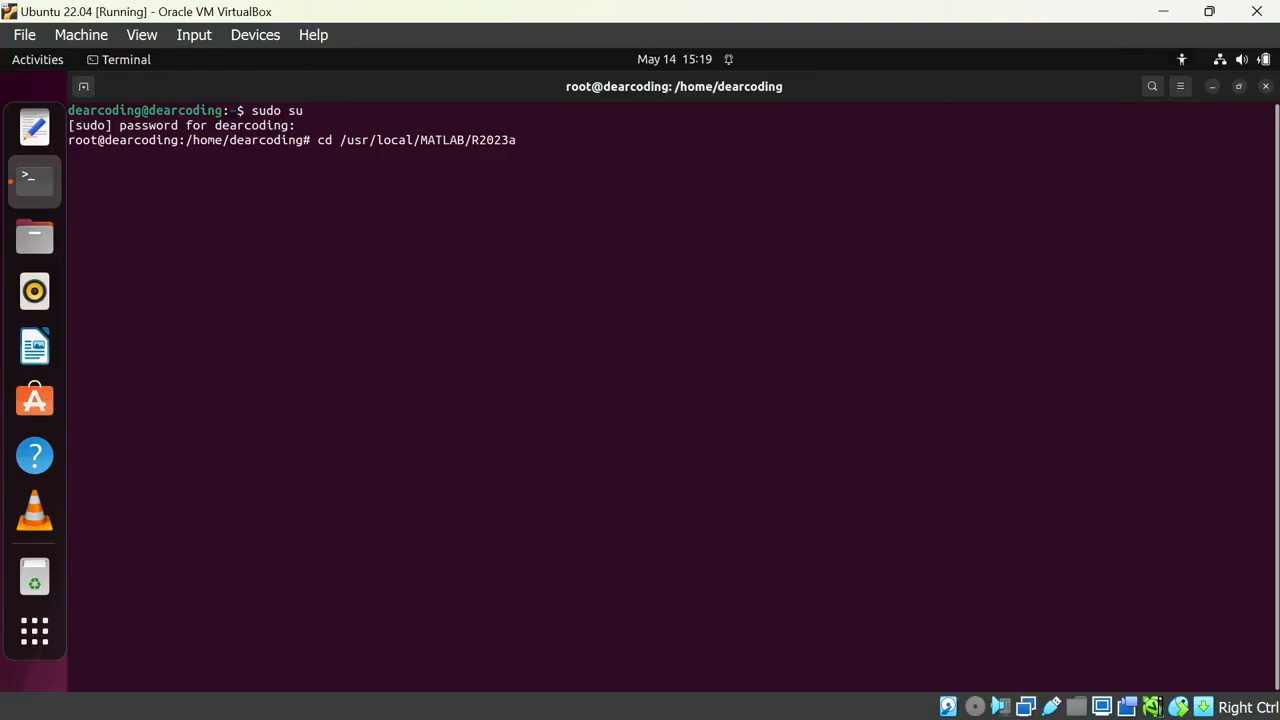 Ubuntu 22.04 [Running] - Oracle VM VirtualBox
File Machine View Input Devices Help
Activities Terminal May 14 15:19
root@dearcoding: /home/dearcoding
dearcoding@dearcoding:~$ sudo su
[sudo] password for dearcoding:
root@dearcoding:/home/dearcoding# cd /usr/local/MATLAB/R2023a
>_
A
?
Right Ctrl